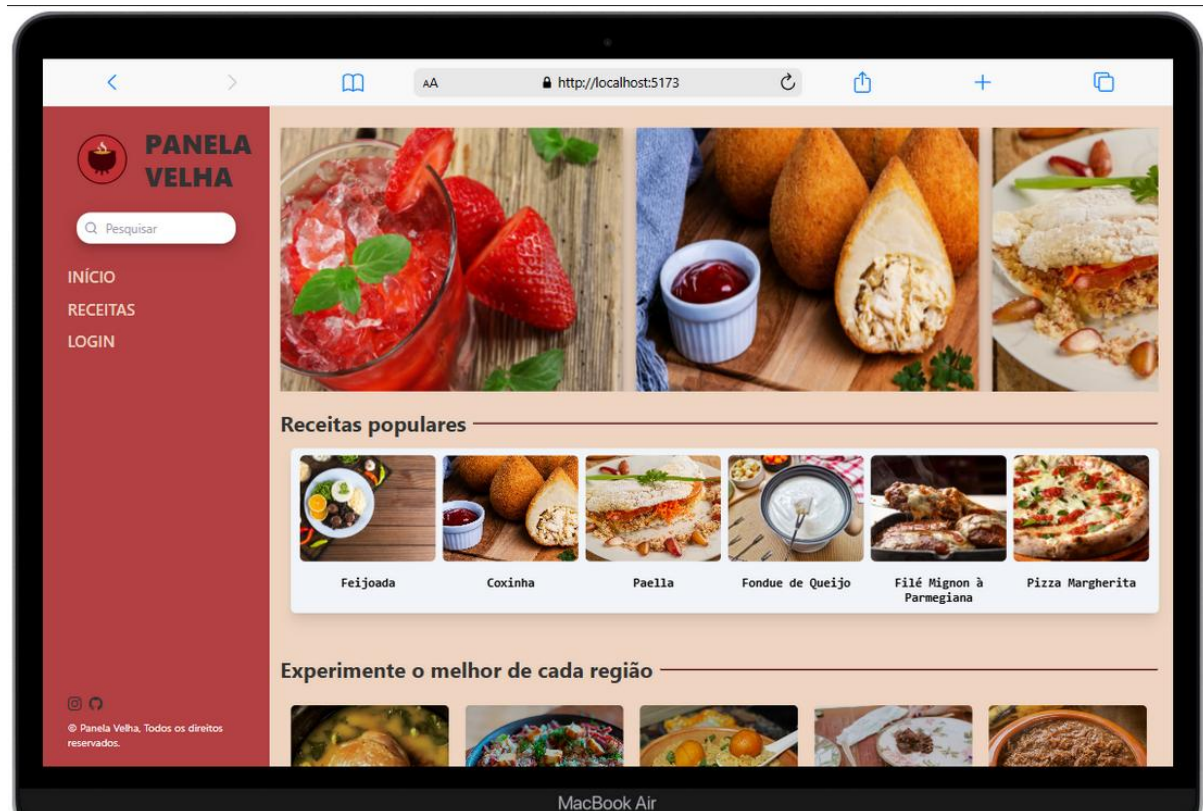 AA
http://localhost:5173
PANELA
VELHA
Pesquisar
INÍCIO
RECEITAS
LOGIN
© Panela Velha, Todos os direitos
reservados.
Receitas populares
Feijoada
Coxinha
Paella
Fondue de Queijo
Filé Mignon à
Parmegiana
Pizza Margherita
Experimente o melhor de cada região
MacBook Air